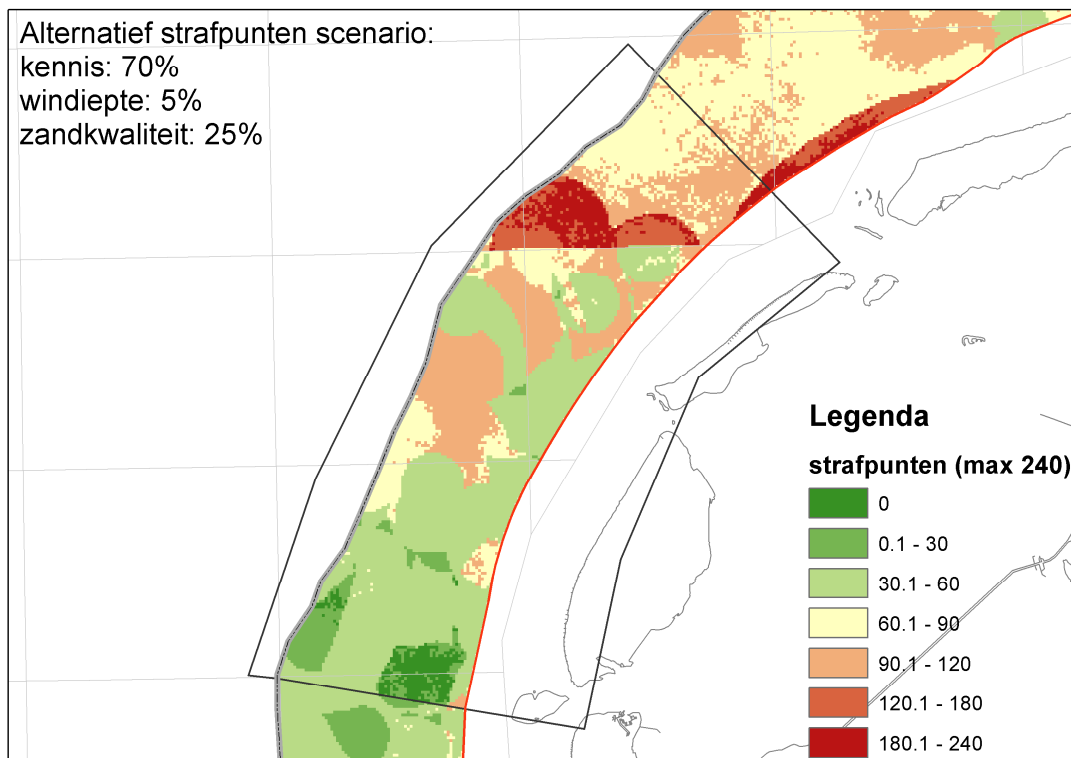 Alternatief strafpunten scenario:
kennis: 70%
windiepte: 5%
zandkwaliteit: 25%
Legenda
strafpunten (max 240)
0
0.1 - 30
30.1 - 60
60.1 - 90
90.1 - 120
120.1 - 180
180.1 - 240